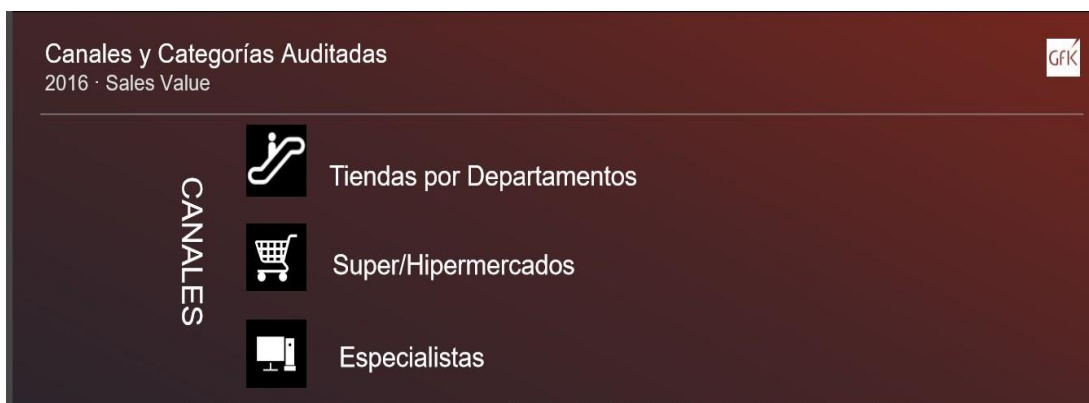 Canales y Categorías Auditadas
2016 · Sales Value
GfK
CANALES
Tiendas por Departamentos
Super/Hipermercados
Especialistas